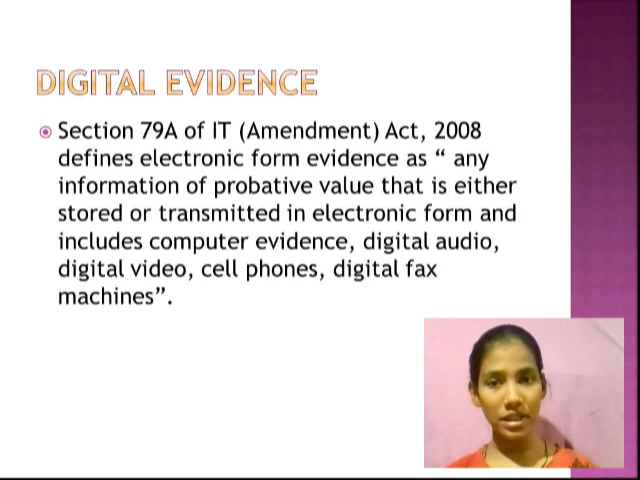 DIGITAL EVIDENCE
Section 79A of IT (Amendment) Act, 2008
defines electronic form evidence as “ any
information of probative value that is either
stored or transmitted in electronic form and
includes computer evidence, digital audio,
digital video, cell phones, digital fax
machines”.